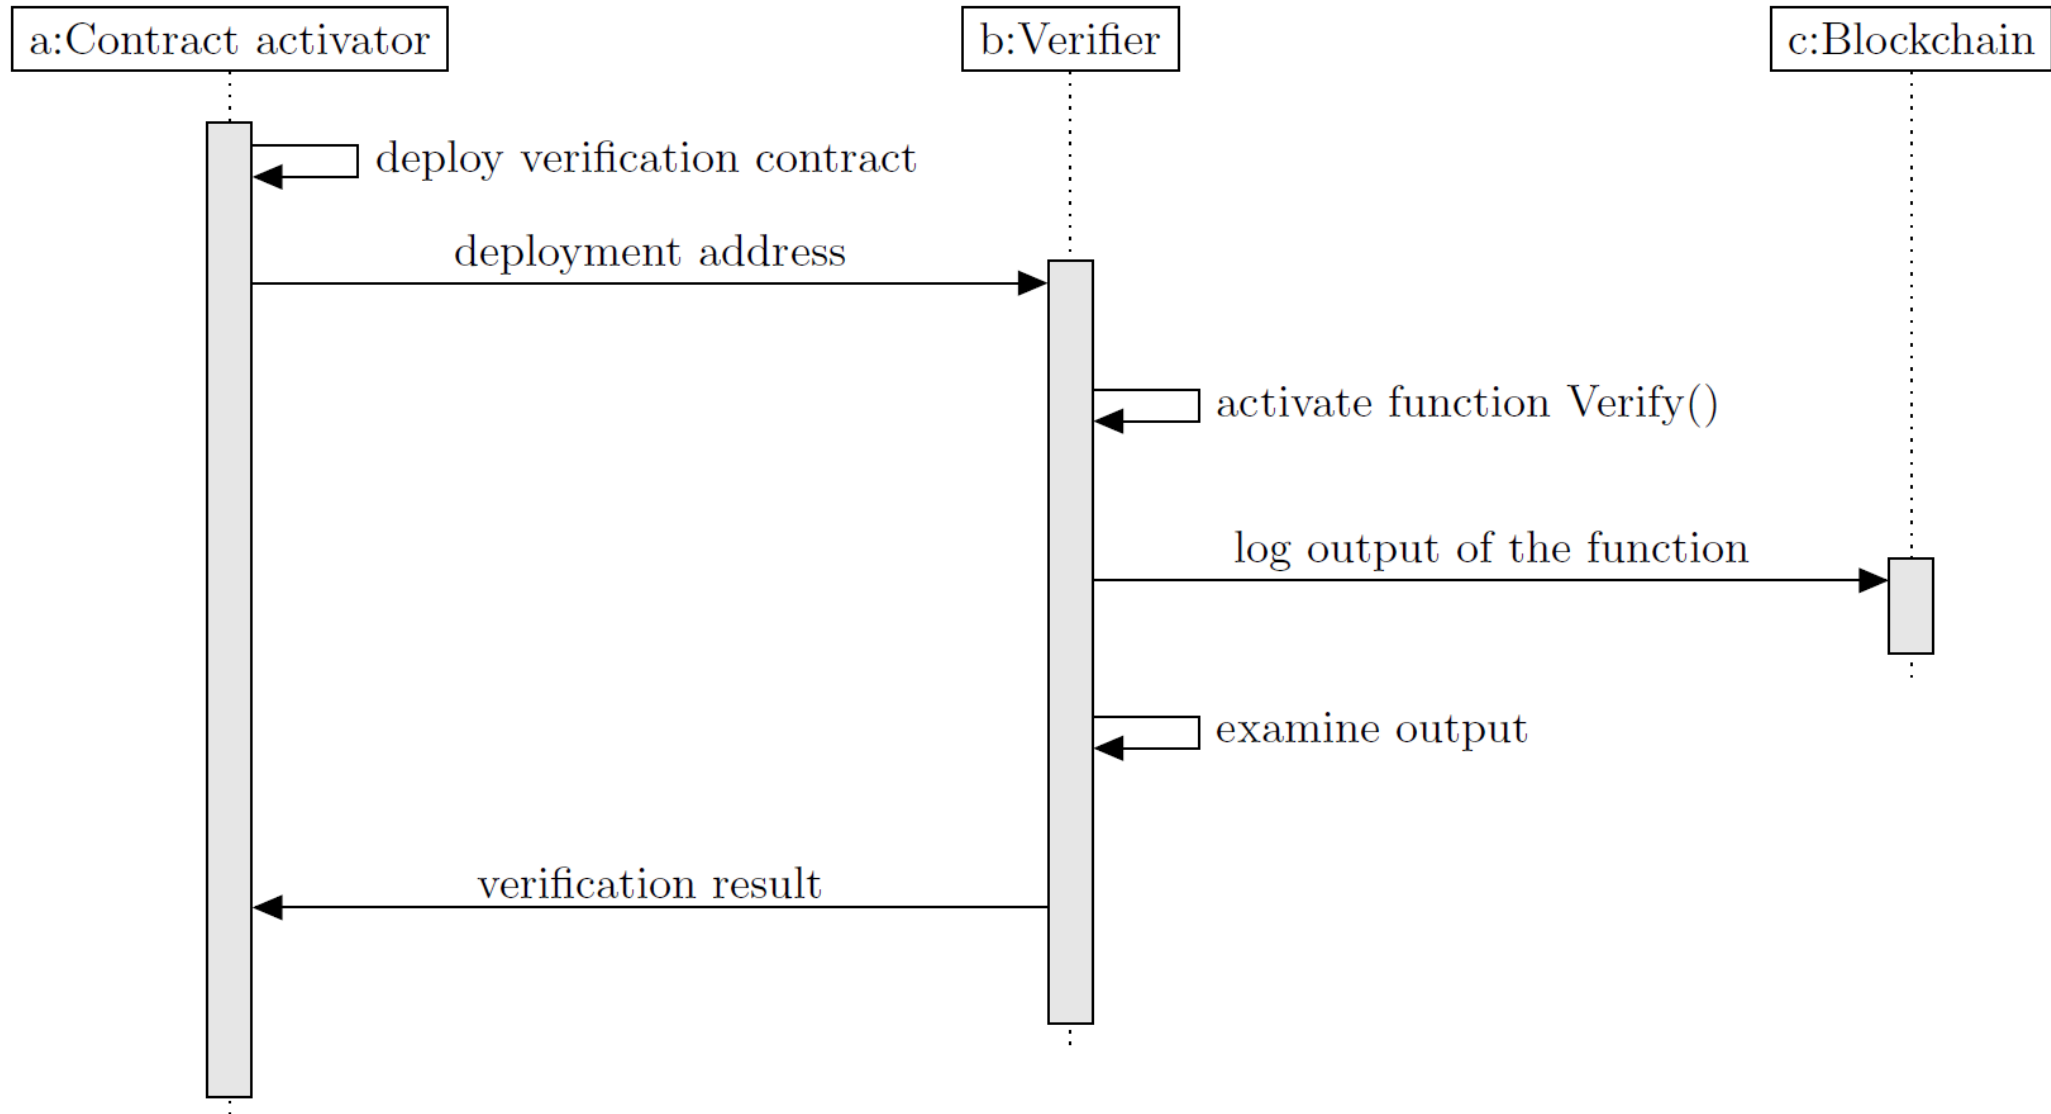 a:Contract activator
b:Verifier
c:Blockchain
deploy verification contract
deployment address
activate function Verify()
log output of the function
examine output
verification result